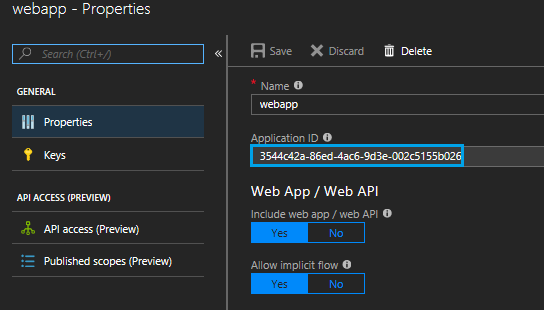 webapp - Properties
Search (Ctrl+/)
«
GENERAL
Properties
Keys
API ACCESS (PREVIEW)
API access (Preview)
Published scopes (Preview)
Save Discard Delete
* Name
webapp
Application ID
3544c42a-86ed-4ac6-9d3e-002c5155b026
Web App / Web API
Include web app / web API
Yes No
Allow implicit flow
Yes No